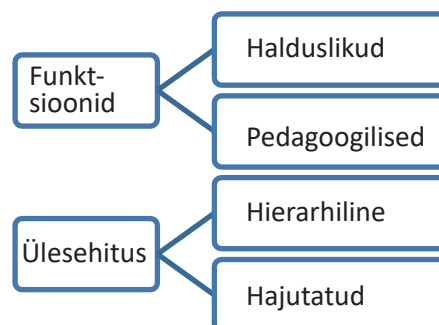 Funkt-
sioonid
Halduslikud
Pedagoogilised
Ülesehitus
Hierarhiline
Hajutatud